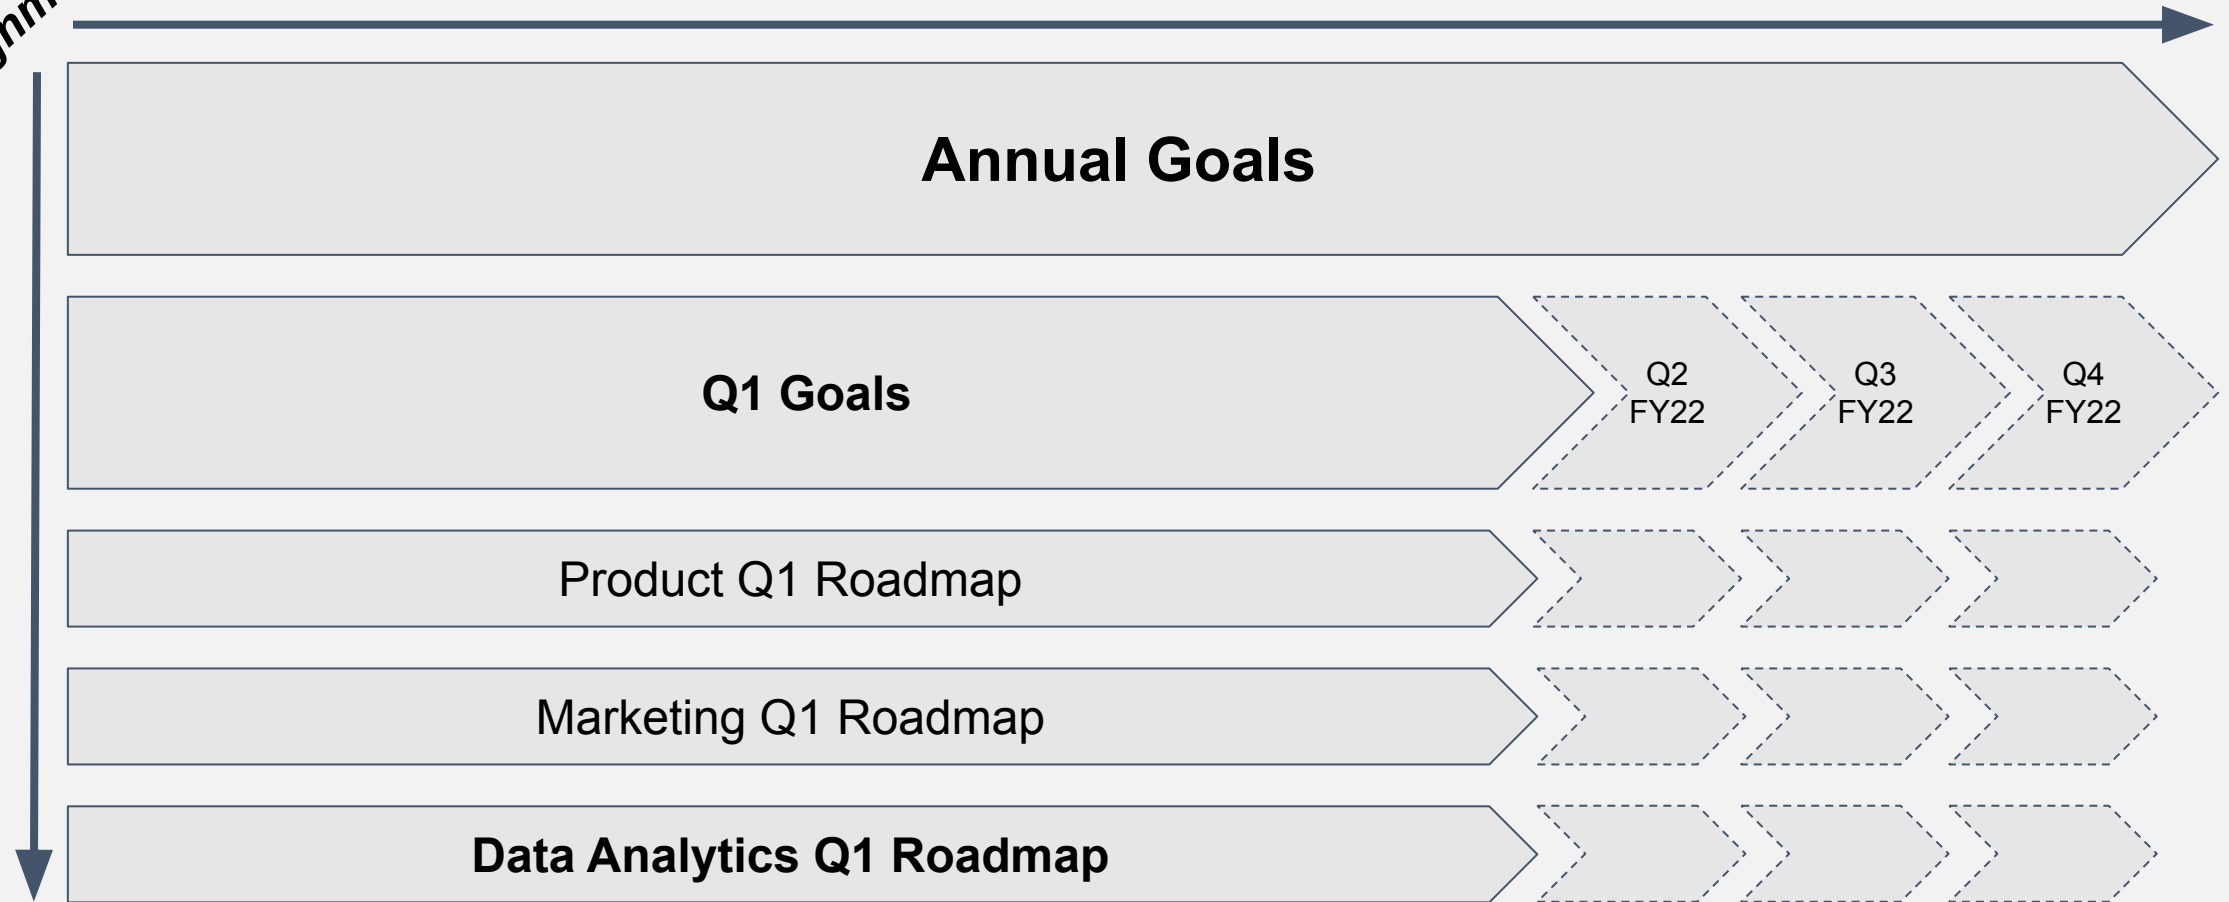 Annual Goals
Q1 Goals
Q2
FY22
Q3
FY22
Q4
FY22
Product Q1 Roadmap
Marketing Q1 Roadmap
Data Analytics Q1 Roadmap